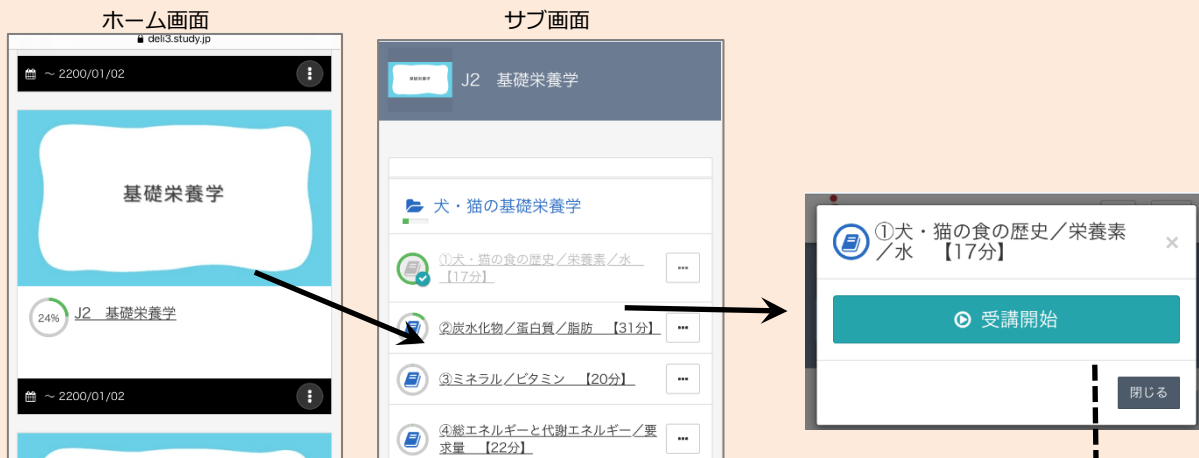 ホーム画面
deli3.study.jp
～ 2200/01/02
基礎栄養学
24%
J2　基礎栄養学
～ 2200/01/02
サブ画面
基礎栄養学
J2　基礎栄養学
犬・猫の基礎栄養学
①犬・猫の食の歴史／栄養素／水
【17分】
②炭水化物／蛋白質／脂肪　【31分】
③ミネラル／ビタミン　【20分】
④総エネルギーと代謝エネルギー／要
求量　【22分】
①犬・猫の食の歴史／栄養素
／水　【17分】
×
受講開始
閉じる